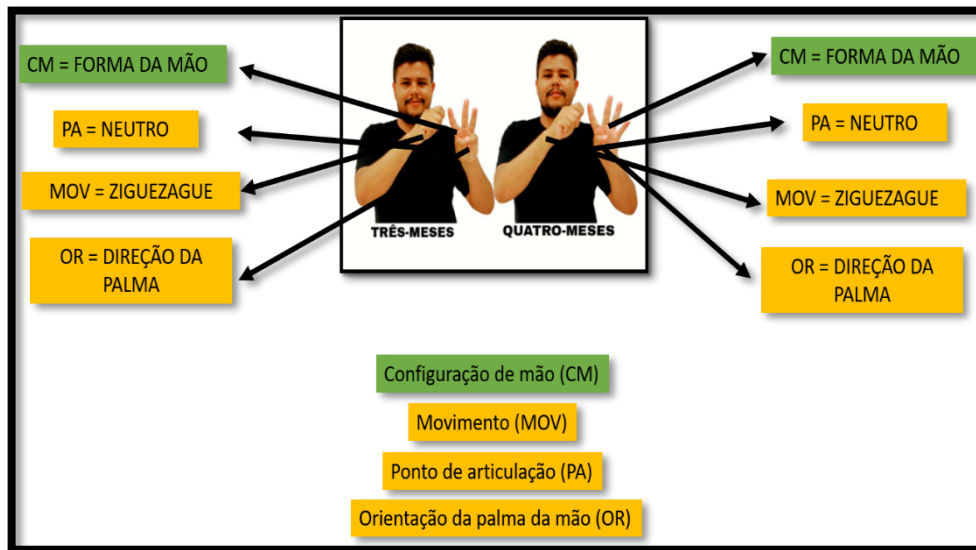 CM = FORMA DA MÃO
PA = NEUTRO
MOV = ZIGUEZAGUE
OR = DIREÇÃO DA
PALMA
TRÊS-MESES
QUATRO-MESES
CM = FORMA DA MÃO
PA = NEUTRO
MOV = ZIGUEZAGUE
OR = DIREÇÃO DA
PALMA
Configuração de mão (CM)
Movimento (MOV)
Ponto de articulação (PA)
Orientação da palma da mão (OR)